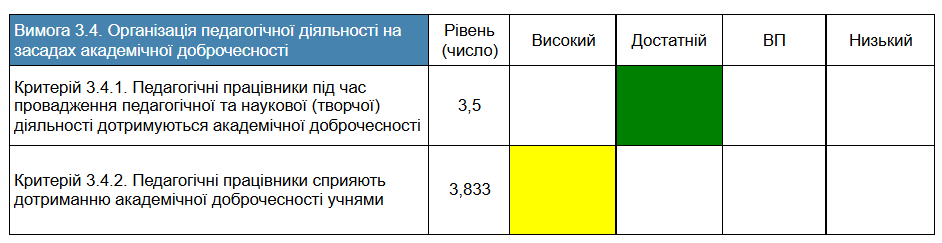 Вимога 3.4. Організація педагогічної діяльності на
засадах академічної доброчесності
Рівень
(число)
Високий
Достатній
ВП
Низький
Критерій 3.4.1. Педагогічні працівники під час
провадження педагогічної та наукової (творчої)
діяльності дотримуються академічної доброчесності
3,5
Критерій 3.4.2. Педагогічні працівники сприяють
дотриманню академічної доброчесності учнями
3,833